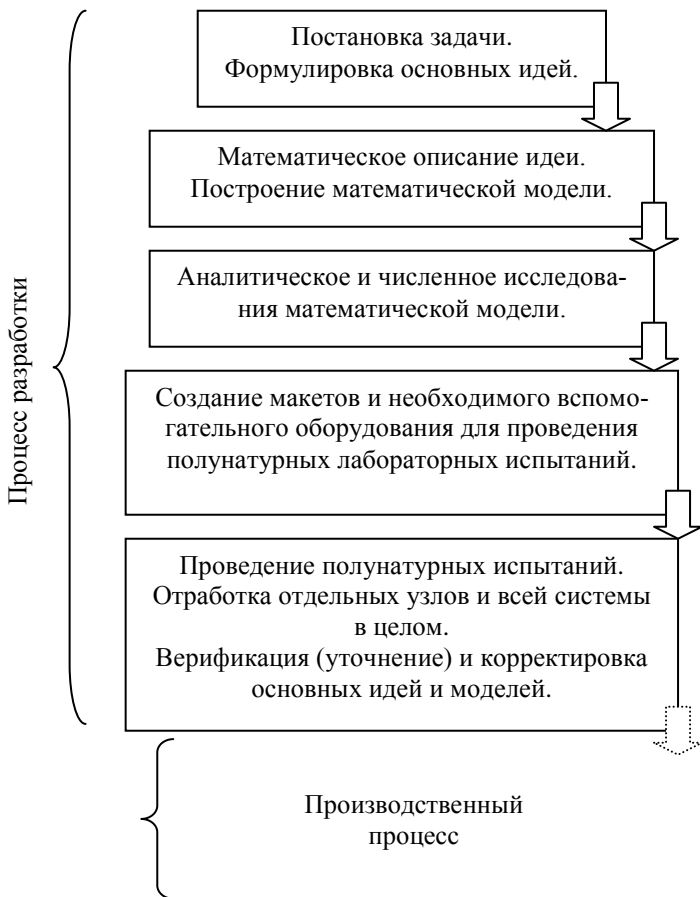 Постановка задачи.
Формулировка основных идей.
Математическое описание идеи.
Построение математической модели.
Аналитическое и численное исследова-
ния математической модели.
Создание макетов и необходимого вспомо-
гательного оборудования для проведения
полунатурных лабораторных испытаний.
Проведение полунатурных испытаний.
Отработка отдельных узлов и всей системы
в целом.
Верификация (уточнение) и корректировка
основных идей и моделей.
Процесс разработки
Производственный
процесс